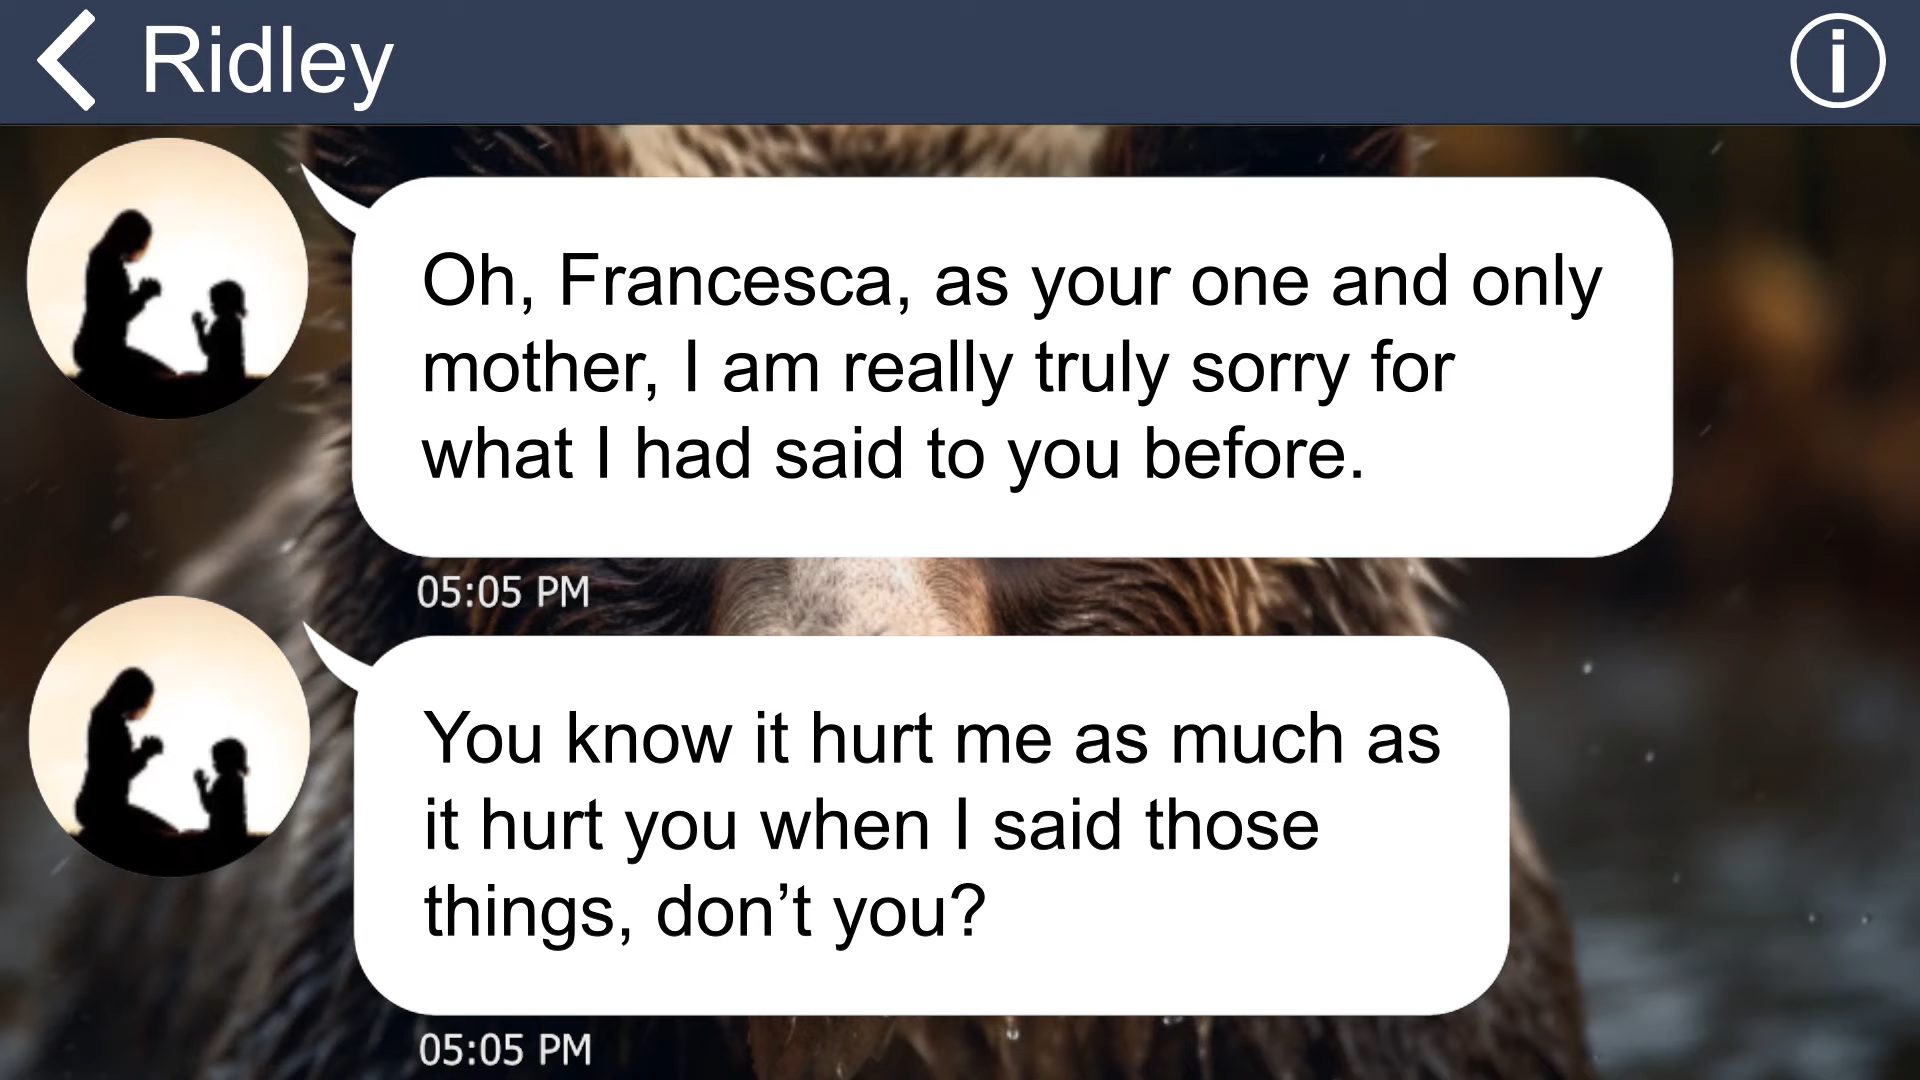 Ridley
Oh, Francesca, as your one and only
mother, I am really truly sorry for
what I had said to you before.
05:05 PM
You know it hurt me as much as
it hurt you when I said those
things, don’t you?
05:05 PM